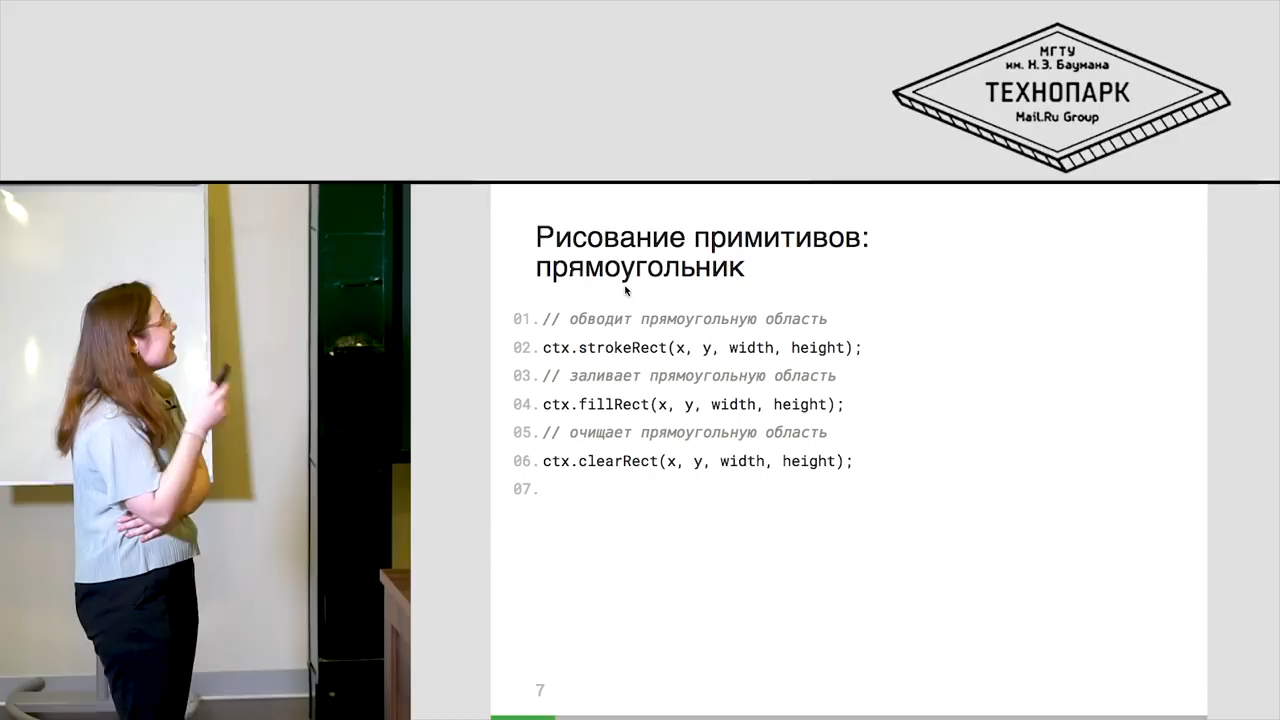 МГТУ
им. Н.Э. Баумана
ТЕХНОПАРК
Mail.Ru Group
Рисование примитивов:
прямоугольник
01. // обводит прямоугольную область
02. ctx.strokeRect(x, y, width, height);
03. // заливает прямоугольную область
04. ctx.fillRect(x, y, width, height);
05. // очищает прямоугольную область
06. ctx.clearRect(x, y, width, height);
07.
7